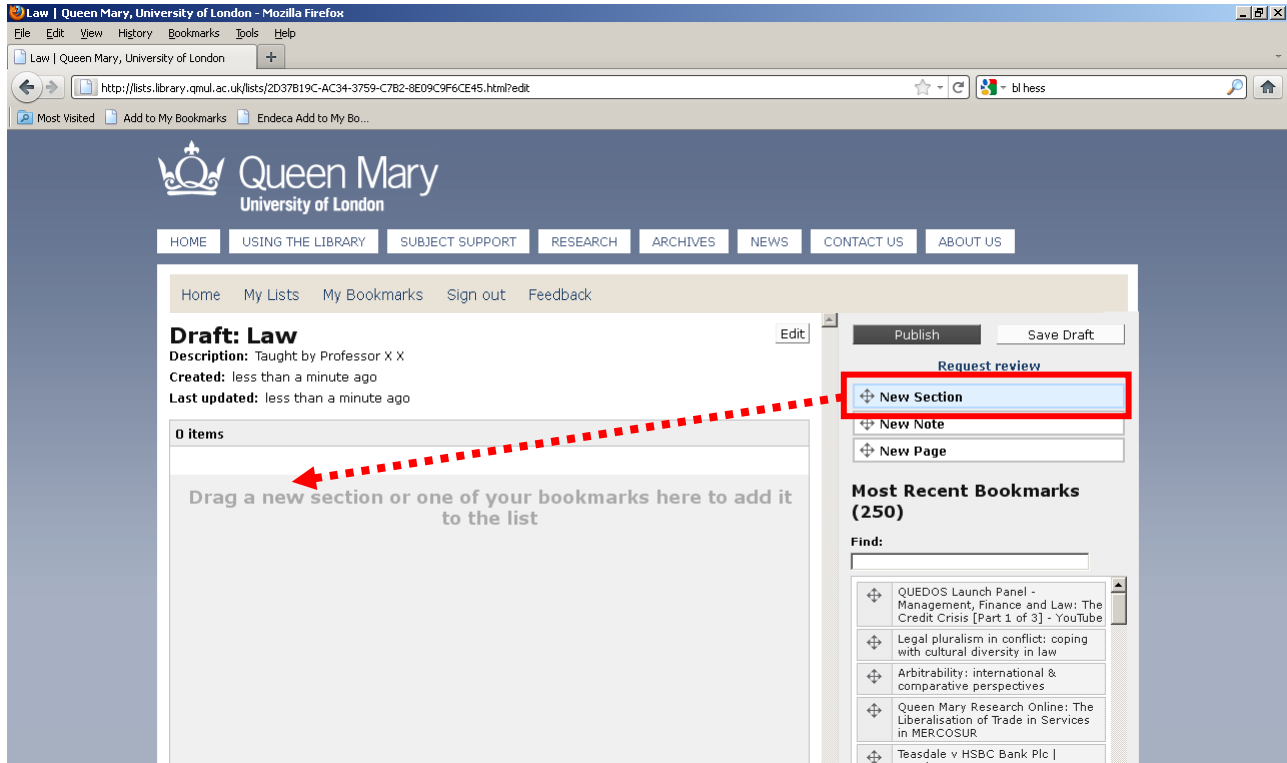 Law | Queen Mary, University of London - Mozilla Firefox
File Edit View History Bookmarks Tools Help
Law | Queen Mary, University of London
http://lists.library.qmul.ac.uk/lists/2D36B19C-AC34-3759-C7B2-8E09C9F6CE45.html?edit
bl hess
Most Visited Add to My Bookmarks Endeca Add to My Bo...
Queen Mary
University of London
HOME USING THE LIBRARY SUBJECT SUPPORT RESEARCH ARCHIVES NEWS CONTACT US ABOUT US
Home My Lists My Bookmarks Sign out Feedback
Draft: Law
Edit
Description: Taught by Professor X X
Created: less than a minute ago
Last updated: less than a minute ago
0 items
Drag a new section or one of your bookmarks here to add it
to the list
Publish Save Draft
Request review
New Section
New Note
New Page
Most Recent Bookmarks
(250)
Find:
QUEDOS Launch Panel -
Management, Finance and Law: The
Credit Crisis [Part 1 of 3] - YouTube
Legal pluralism in conflict: coping
with cultural diversity in law
Arbitrability: international &
comparative perspectives
Queen Mary Research Online: The
Liberalisation of Trade in Services
in MERCOSUR
Teasdale v HSBC Bank Plc |